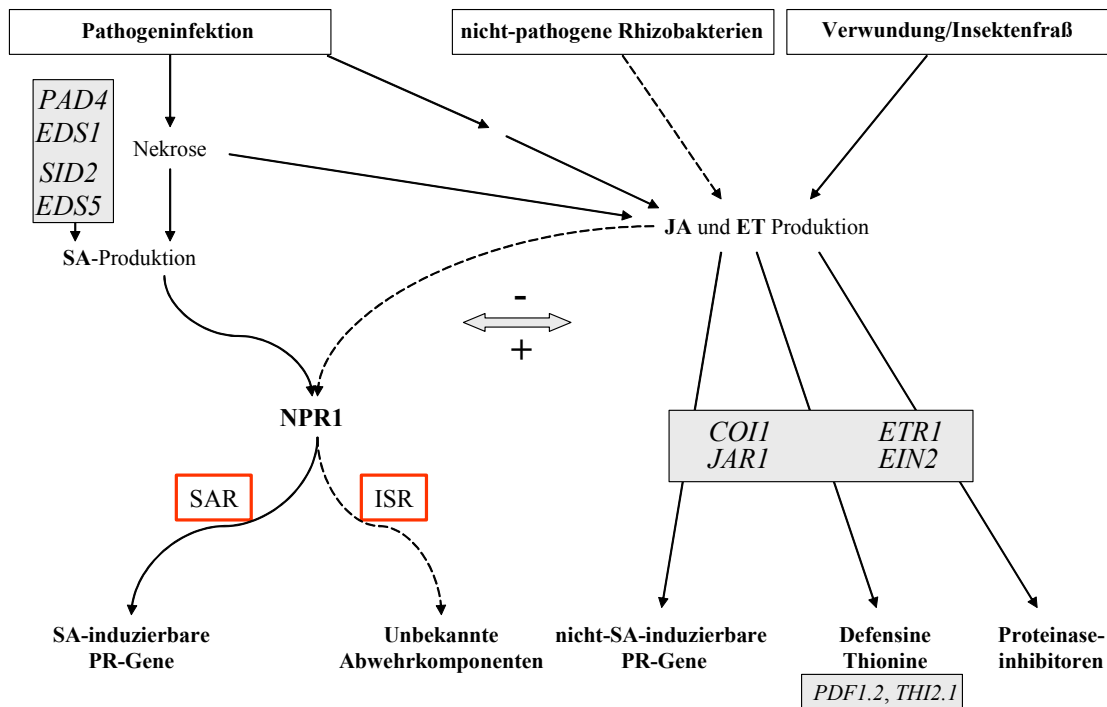 Pathogeninfektion
nicht-pathogene Rhizobakterien
Verwundung/Insektenfraß
PAD4
EDS1
SID2
EDS5
Nekrose
SA-Produktion
JA und ET Produktion
-
+
NPR1
COI1
JAR1
ETR1
EIN2
SAR
ISR
SA-induzierbare
PR-Gene
Unbekannte
Abwehrkomponenten
nicht-SA-induzierbare
PR-Gene
Defensine
Thionine
PDF1.2, THI2.1
Proteinase-
inhibitoren